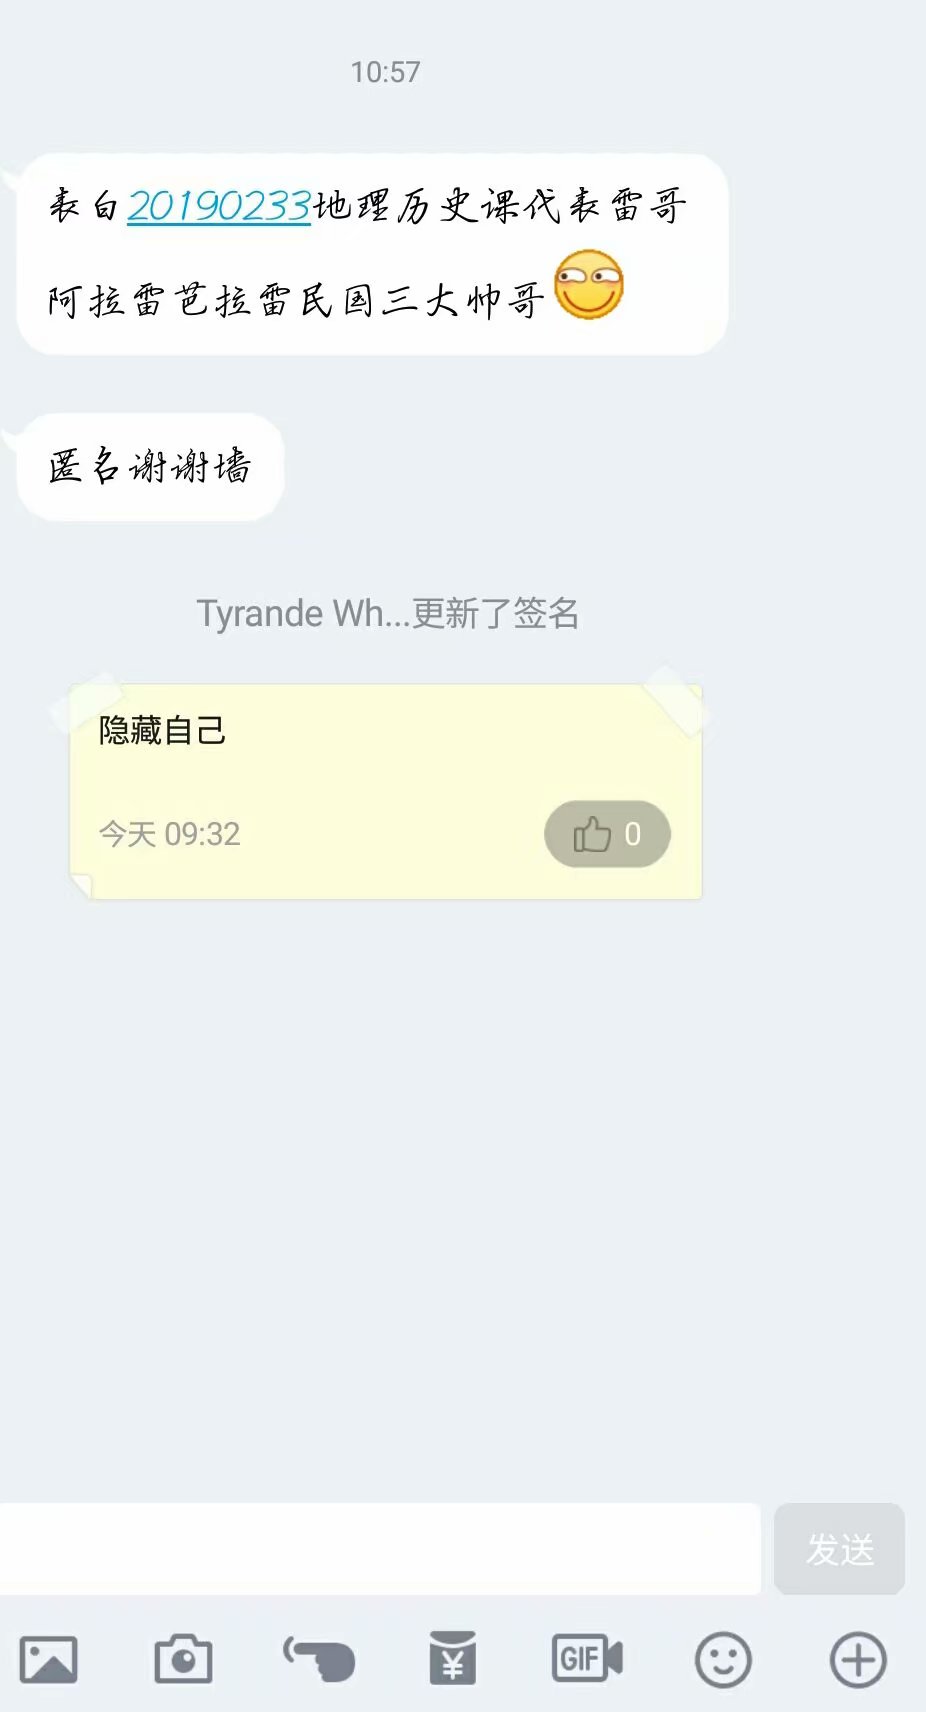 10:57
表白20190233地理历史课代表雷哥
阿拉雷芭拉雷民国三大帅哥
匿名谢谢墙
Tyrande Wh...更新了签名
隐藏自己
今天 09:32
0
发送
¥
GIF